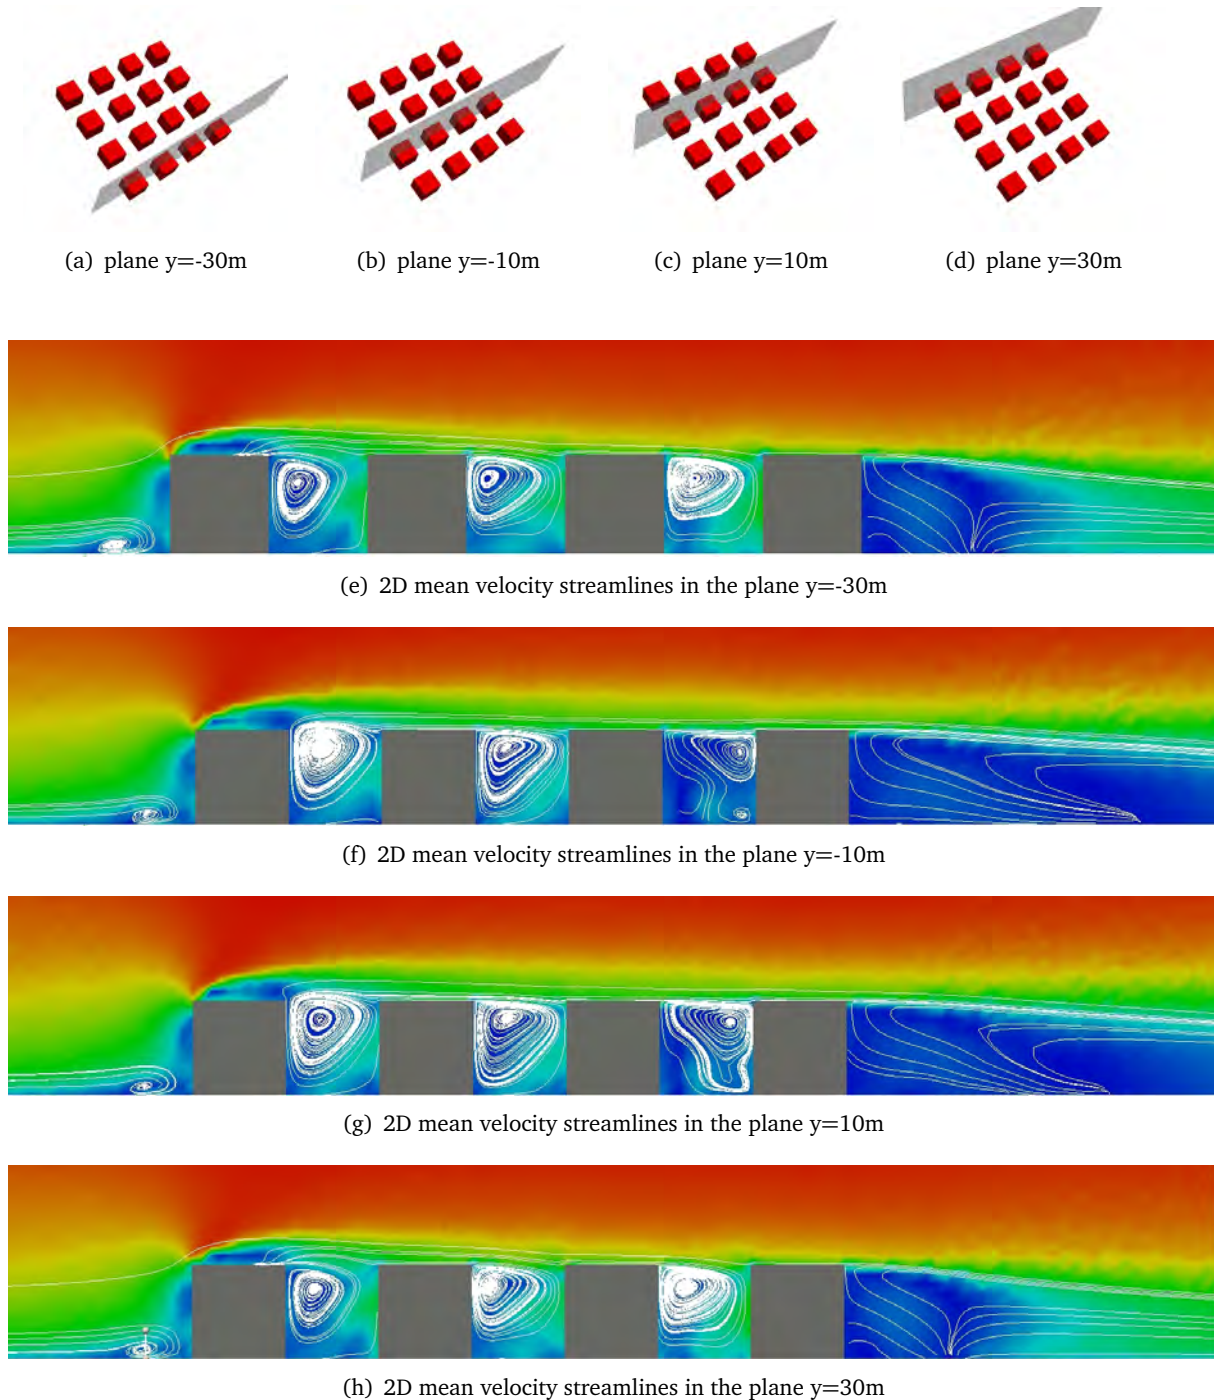 (a) plane y=-30m
(b) plane y=-10m
(c) plane y=10m
(d) plane y=30m
(e) 2D mean velocity streamlines in the plane y=-30m
(f) 2D mean velocity streamlines in the plane y=-10m
(g) 2D mean velocity streamlines in the plane y=10m
(h) 2D mean velocity streamlines in the plane y=30m